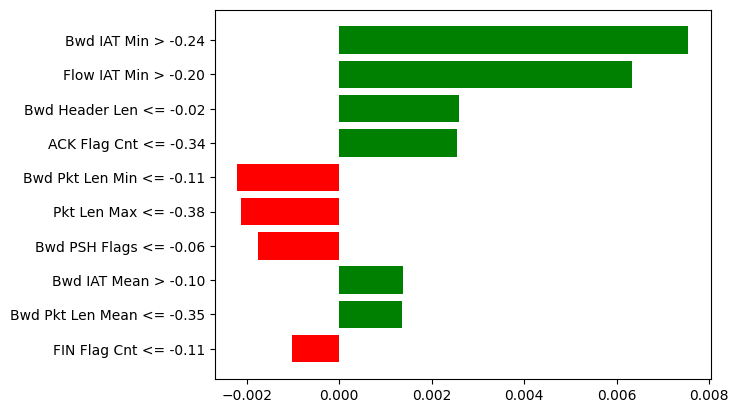 Bwd IAT Min > -0.24
Flow IAT Min > -0.20
Bwd Header Len <= -0.02
ACK Flag Cnt <= -0.34
Bwd Pkt Len Min <= -0.11
Pkt Len Max <= -0.38
Bwd PSH Flags <= -0.06
Bwd IAT Mean > -0.10
Bwd Pkt Len Mean <= -0.35
FIN Flag Cnt <= -0.11
−0.002 0.000 0.002 0.004 0.006 0.008